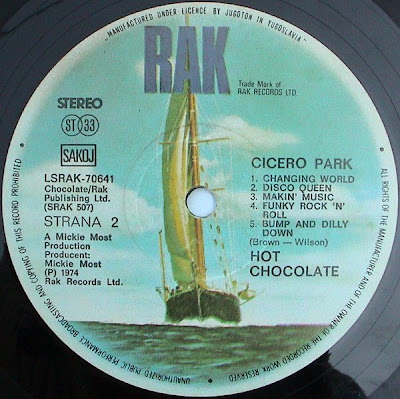 MANUFACTURED UNDER LICENCE BY JUGOTON IN YUGOSLAVIA
RAK
Trade Mark of
RAK RECORDS LTD.
STEREO
ST 33
SAKOJ
LSRAK-70641
Chocolate/Rak
Publishing Ltd.
(SRAK 507)
STRANA 2
A Mickie Most
Production
Producer:
Mickie Most
(P) 1974
Rak Records Ltd.
CICERO PARK
1. CHANGING WORLD
2. DISCO QUEEN
3. MAKIN' MUSIC
4. FUNKY ROCK 'N'
ROLL
5. BUMP AND DILLY
DOWN
(Brown — Wilson)
HOT
CHOCOLATE
ALL RIGHTS OF THE MANUFACTURER AND OF THE OWNER OF THE RECORDED WORK RESERVED
UNAUTHORIZED PUBLIC PERFORMANCE BROADCASTING AND COPYING OF THIS RECORD PROHIBITED